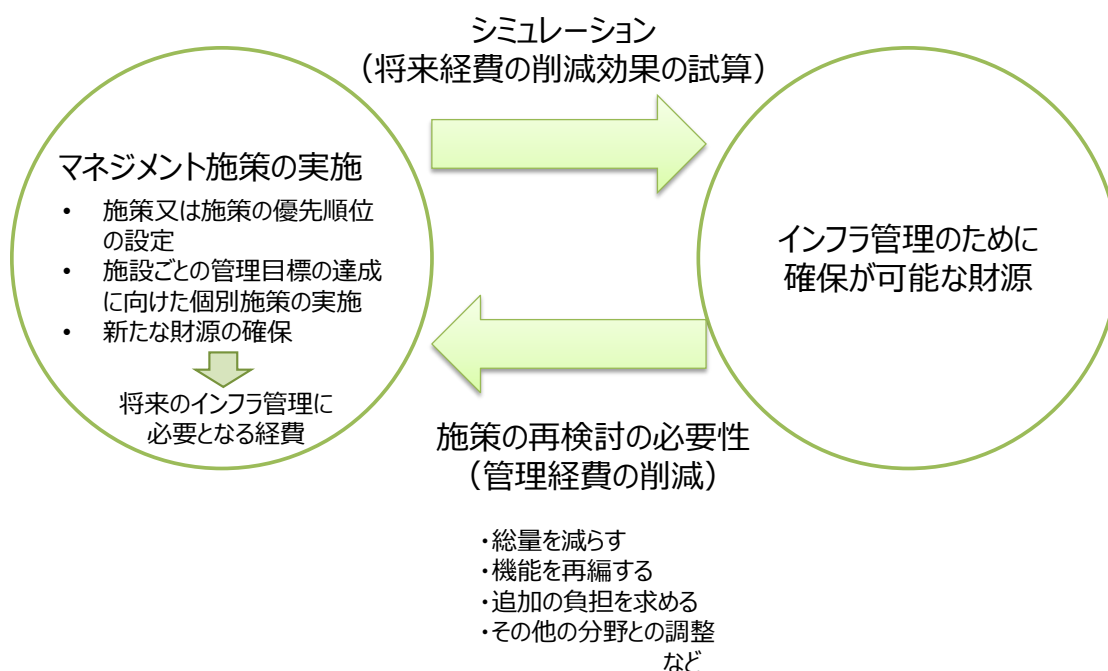 シミュレーション
（将来経費の削減効果の試算）
マネジメント施策の実施
• 施策又は施策の優先順位
の設定
• 施設ごとの管理目標の達成
に向けた個別施策の実施
• 新たな財源の確保
将来のインフラ管理に
必要となる経費
インフラ管理のために
確保が可能な財源
施策の再検討の必要性
（管理経費の削減）
・総量を減らす
・機能を再編する
・追加の負担を求める
・その他の分野との調整
など